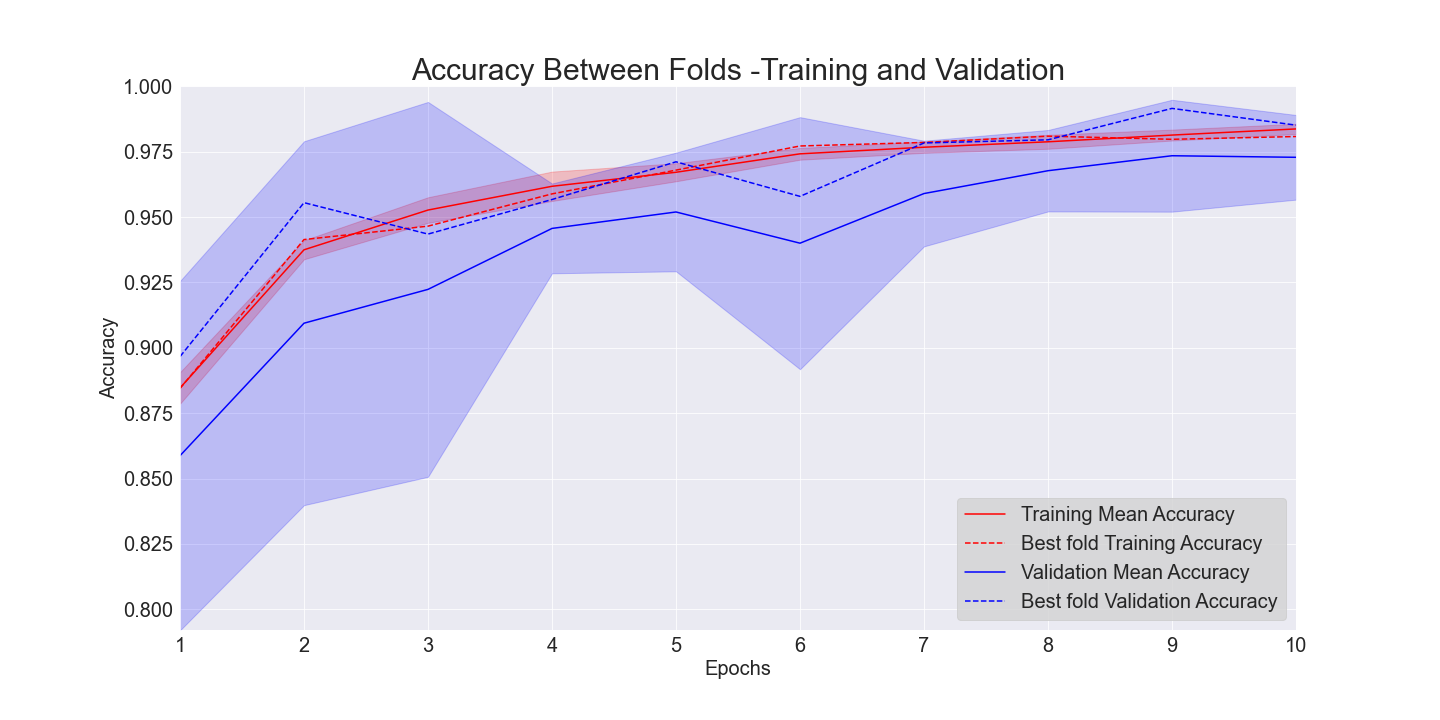 Accuracy Between Folds -Training and Validation
1.000
0.975
0.950
0.925
0.900
0.875
0.850
0.825
0.800
Accuracy
1 2 3 4 5 6 7 8 9 10
Epochs
Training Mean Accuracy
Best fold Training Accuracy
Validation Mean Accuracy
Best fold Validation Accuracy